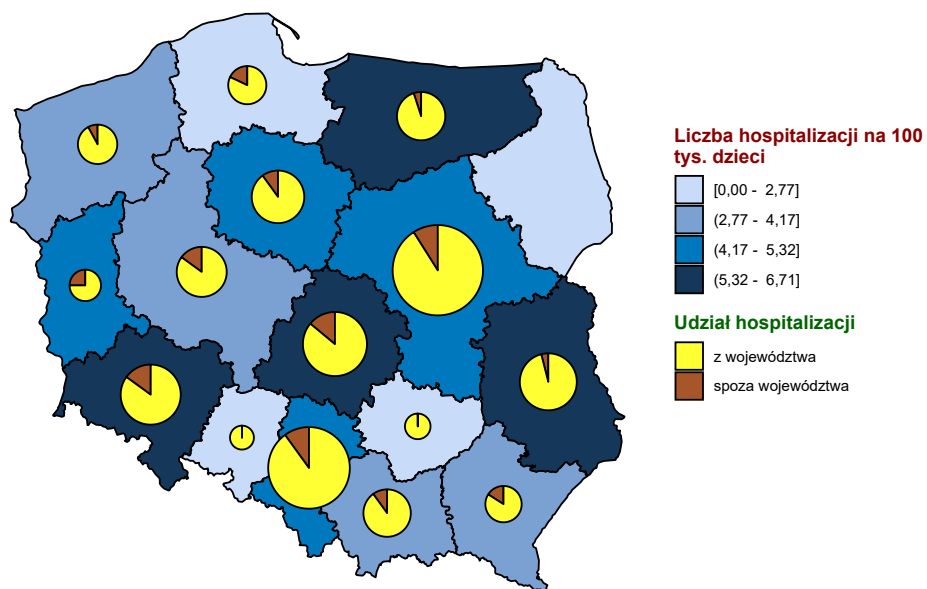 Liczba hospitalizacji na 100
tys. dzieci
[0,00 - 2,77]
(2,77 - 4,17]
(4,17 - 5,32]
(5,32 - 6,71]
Udział hospitalizacji
z województwa
spoza województwa